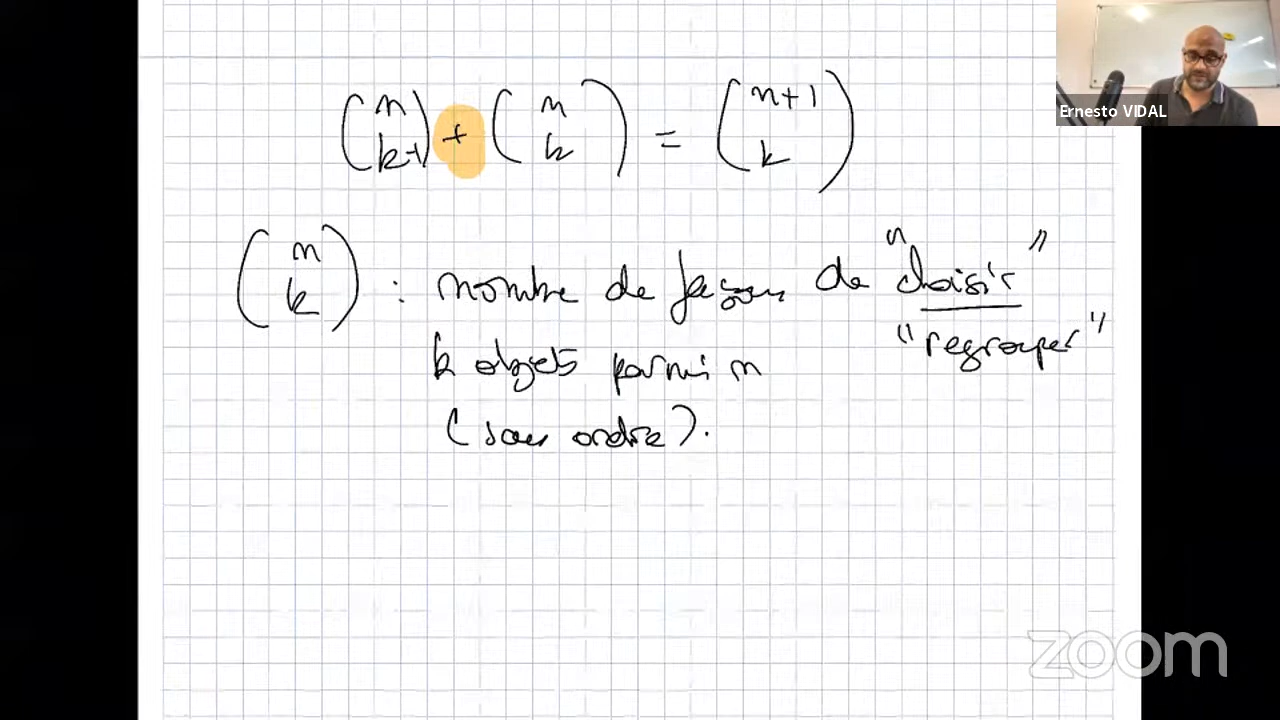 (n k-1) + (n k) = (n+1 k)
(n k) : nombre de façons de "choisir"
"regrouper"
k objets parmi n
(sans ordre).
Ernesto VIDAL
zoom